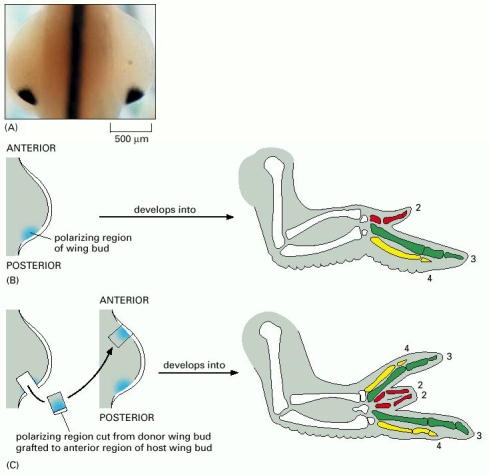 (A)
500 μm
ANTERIOR
polarizing region
of wing bud
POSTERIOR
(B)
develops into
2
3
4
ANTERIOR
POSTERIOR
polarizing region cut from donor wing bud
grafted to anterior region of host wing bud
(C)
develops into
4
3
2
2
3
4